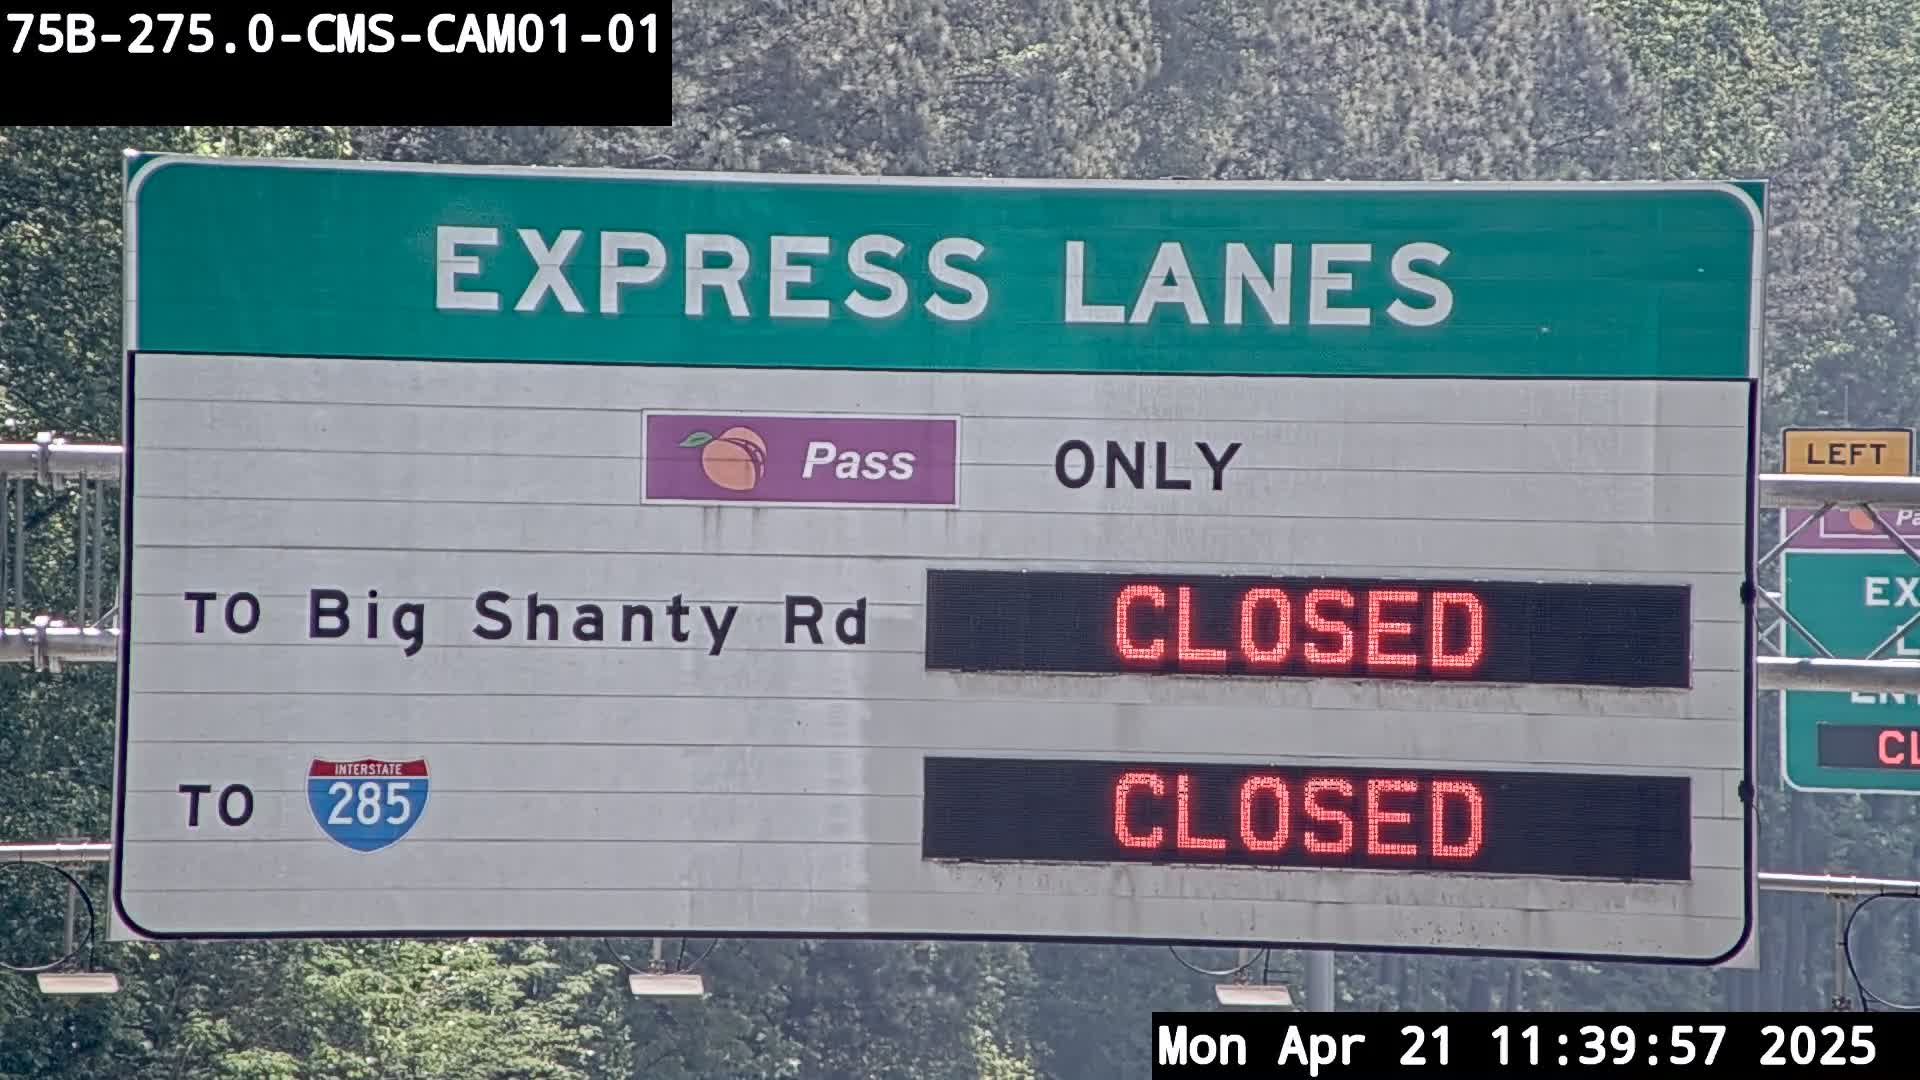 75B-275.0-CMS-CAM01-01
EXPRESS LANES
Pass ONLY
TO Big Shanty Rd CLOSED
TO INTERSTATE 285 CLOSED
LEFT
Mon Apr 21 11:39:57 2025